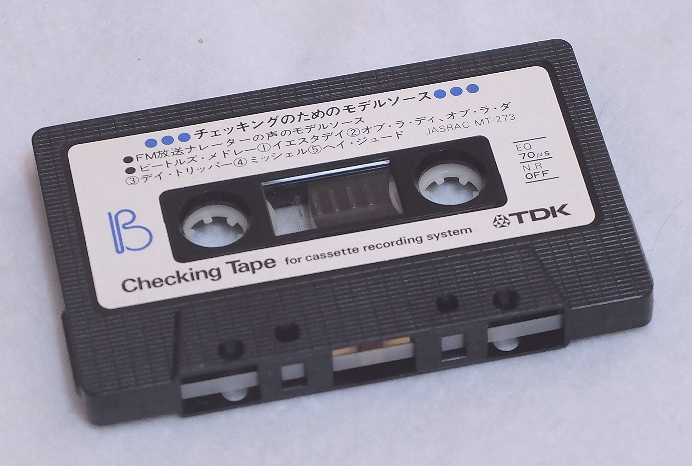 ●●●チェッキングのためのモデルソース●●●
●FM放送ナレーターの声のモデルソース
●ビートルズ・メドレー①イエスタデイ②オブ・ラ・ディ、オブ・ラ・ダ
③デイ・トリッパー④ミッシェル⑤ヘイ・ジュード
JASRAC MT-273
EQ
70μs
N.R
OFF
B
TDK
Checking Tape for cassette recording system